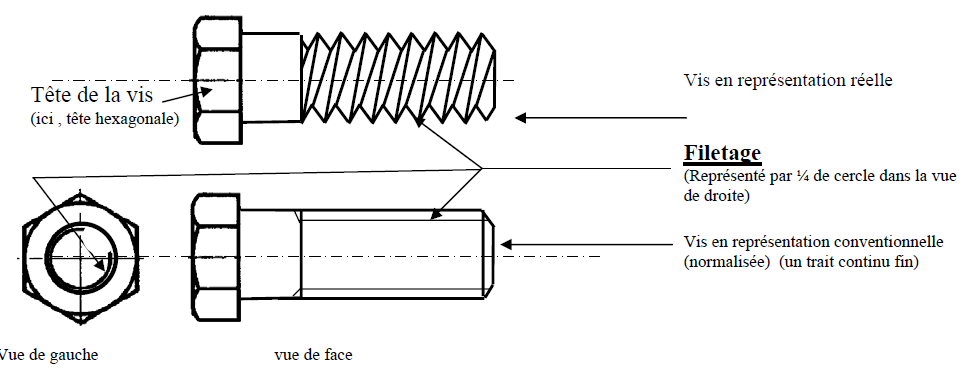 Tête de la vis
(ici , tête hexagonale)
Vis en représentation réelle
Filetage
(Représenté par ¼ de cercle dans la vue
de droite)
Vis en représentation conventionnelle
(normalisée) (un trait continu fin)
Vue de gauche
vue de face